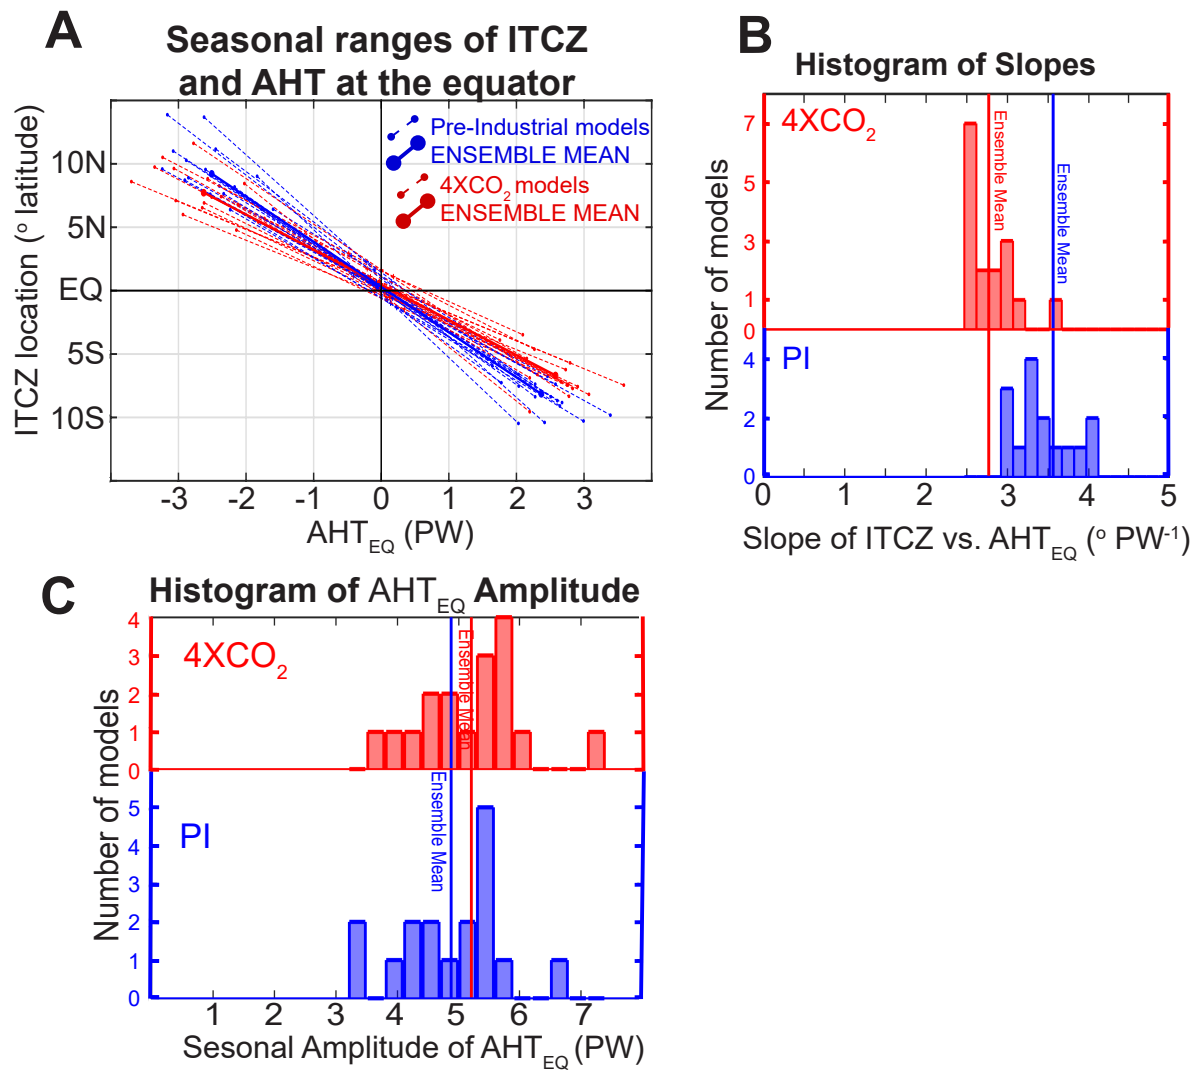 A
Seasonal ranges of ITCZ
and AHT at the equator
ITCZ location (º latitude)
10N
5N
EQ
5S
10S
Pre-Industrial models
ENSEMBLE MEAN
4XCO2 models
ENSEMBLE MEAN
-3 -2 -1 0 1 2 3
AHTEQ (PW)
B
Histogram of Slopes
Number of models
4XCO2
7
5
3
1
0
Ensemble Mean
Ensemble Mean
PI
4
2
0
0 1 2 3 4 5
Slope of ITCZ vs. AHTEQ (º PW-1)
C
Histogram of AHTEQ Amplitude
Number of models
4XCO2
4
3
2
1
0
Ensemble Mean
Ensemble Mean
PI
5
4
3
2
1
0
1 2 3 4 5 6 7
Sesonal Amplitude of AHTEQ (PW)